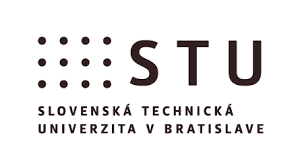 STU
SLOVENSKÁ TECHNICKÁ
UNIVERZITA V BRATISLAVE